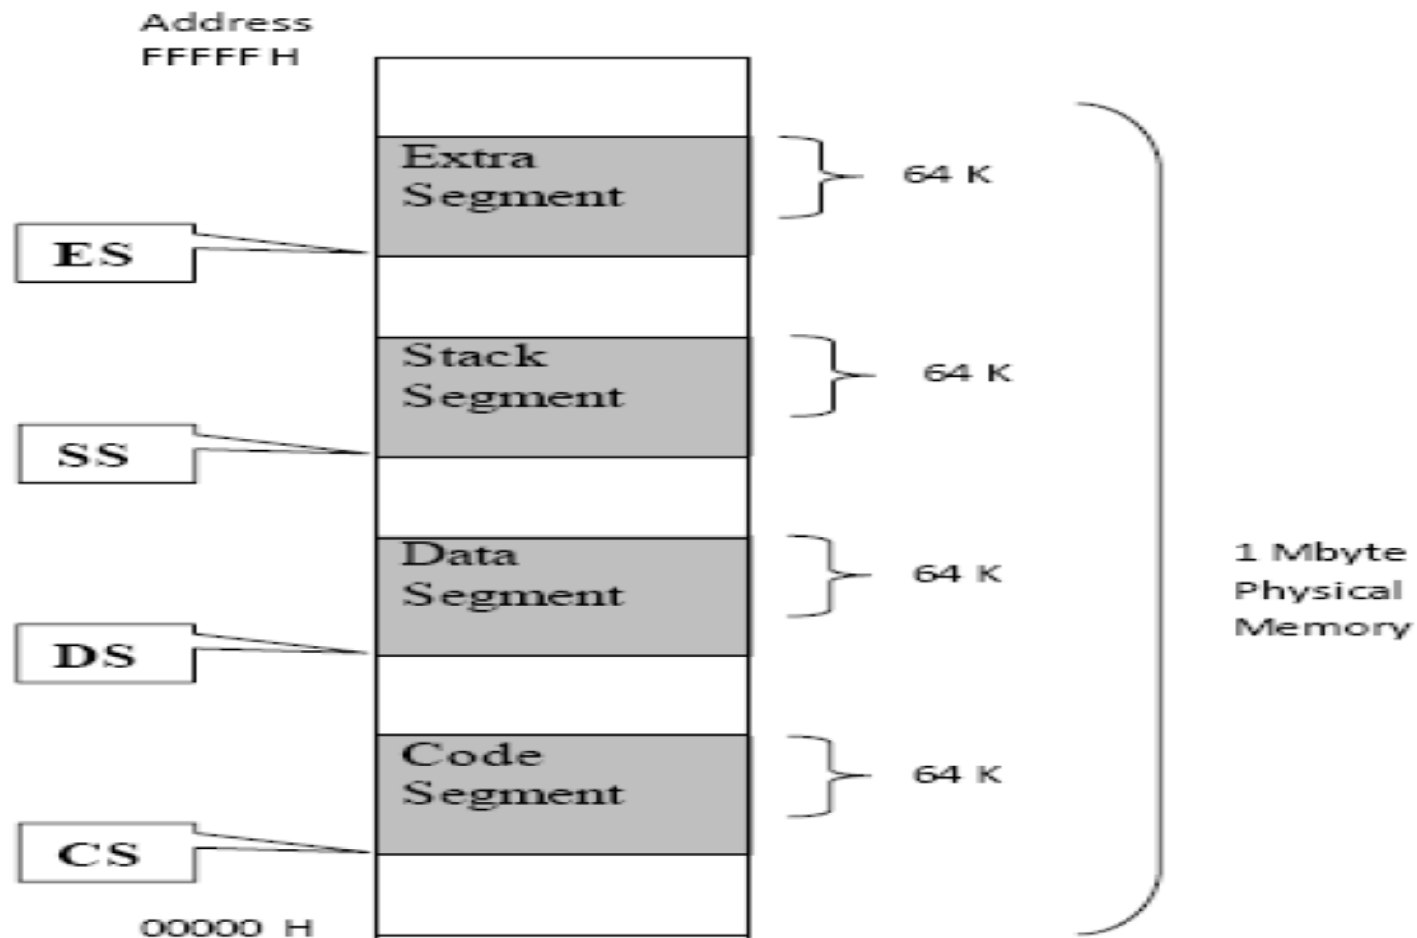 Address
FFFFF H
Extra
Segment
64 K
ES
Stack
Segment
64 K
SS
Data
Segment
64 K
1 Mbyte
Physical
Memory
DS
Code
Segment
64 K
CS
00000 H